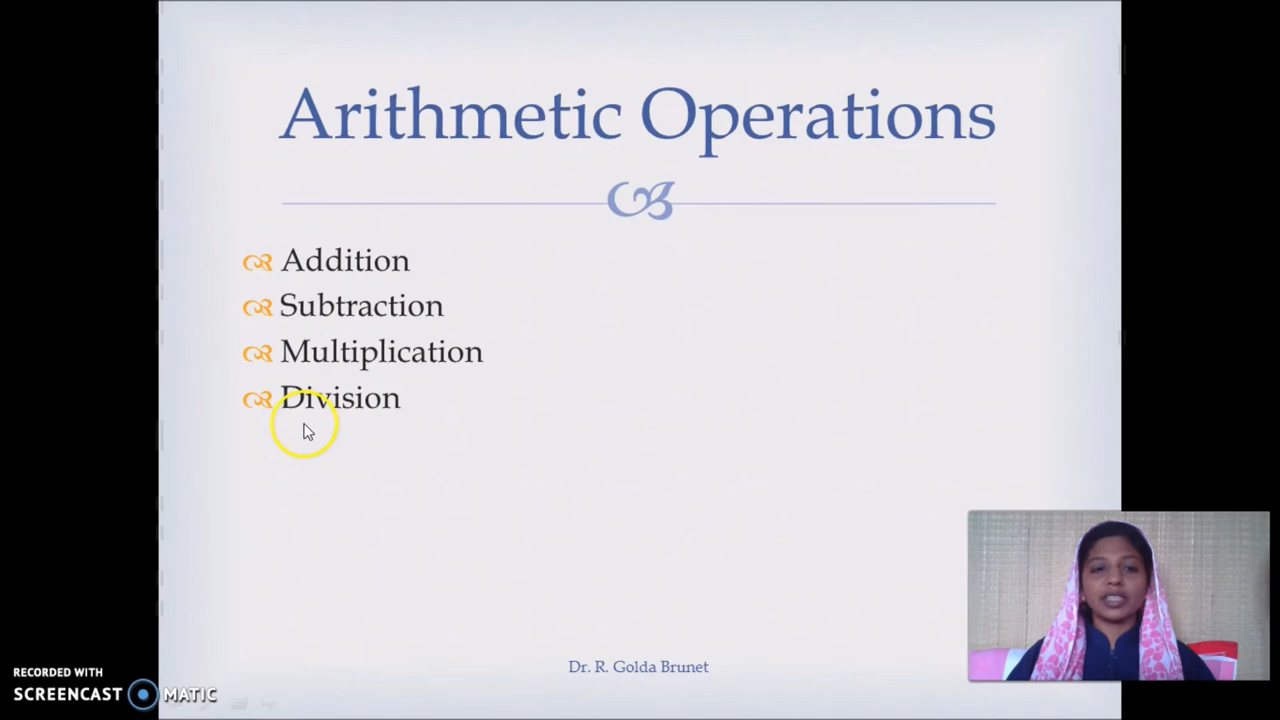 Arithmetic Operations
Addition
Subtraction
Multiplication
Division
Dr. R. Golda Brunet
RECORDED WITH
SCREENCAST MATIC